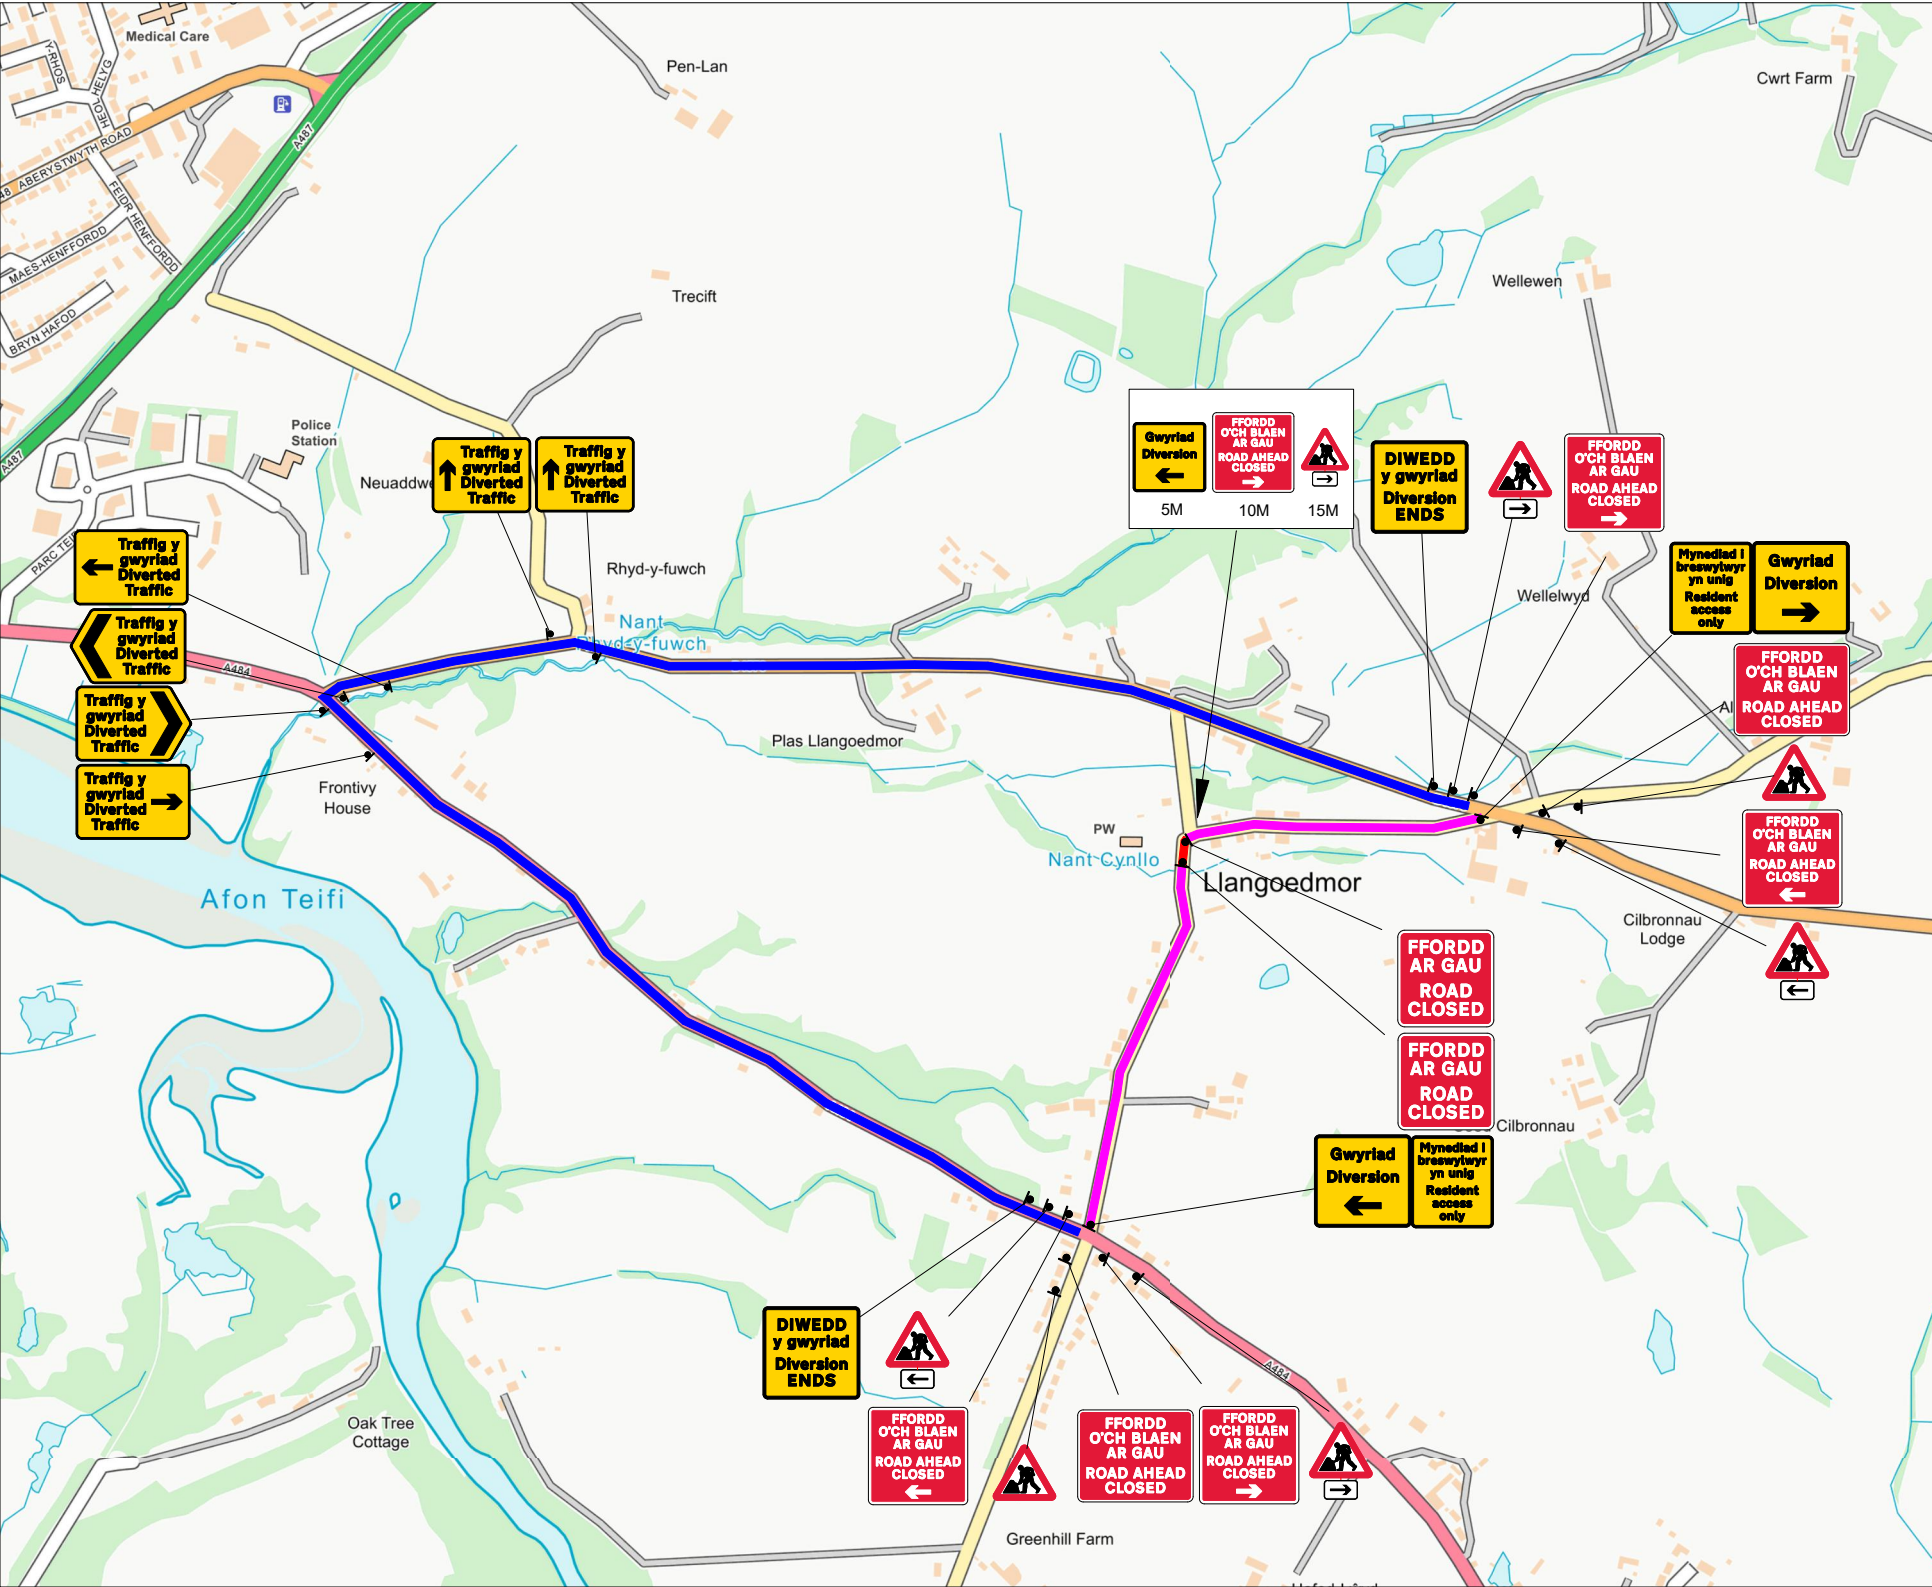 Medical Care
Y-RHOS
HEOL HELYG
ABERYSTWYTH ROAD
FEIDR HENFFORDD
MAES-HENFFORDD
BRYN HAFOD
A487
A487
Pen-Lan
Cwrt Farm
Trecift
Wellewen
Police
Station
Traffig y
gwyriad
Diverted
Traffic
Traffig y
gwyriad
Diverted
Traffic
Gwyriad
Diversion
FFORDD
O'CH BLAEN
AR GAU
ROAD AHEAD
CLOSED
5M
10M
15M
DIWEDD
y gwyriad
Diversion
ENDS
FFORDD
O'CH BLAEN
AR GAU
ROAD AHEAD
CLOSED
Traffig y
gwyriad
Diverted
Traffic
Rhyd-y-fuwch
Nant
Rhyd-y-fuwch
Wellelwyd
Mynediad i
breswylwyr
yn unig
Resident
access
only
Gwyriad
Diversion
Traffig y
gwyriad
Diverted
Traffic
A484
FFORDD
O'CH BLAEN
AR GAU
ROAD AHEAD
CLOSED
Traffig y
gwyriad
Diverted
Traffic
Plas Llangoedmor
Traffig y
gwyriad
Diverted
Traffic
Frontivy
House
PW
Nant Cynllo
Llangoedmor
FFORDD
O'CH BLAEN
AR GAU
ROAD AHEAD
CLOSED
Afon Teifi
Cilbronnau
Lodge
FFORDD
AR GAU
ROAD
CLOSED
FFORDD
AR GAU
ROAD
CLOSED
Cilbronnau
Gwyriad
Diversion
Mynediad i
breswylwyr
yn unig
Resident
access
only
DIWEDD
y gwyriad
Diversion
ENDS
A484
Oak Tree
Cottage
FFORDD
O'CH BLAEN
AR GAU
ROAD AHEAD
CLOSED
FFORDD
O'CH BLAEN
AR GAU
ROAD AHEAD
CLOSED
FFORDD
O'CH BLAEN
AR GAU
ROAD AHEAD
CLOSED
Greenhill Farm